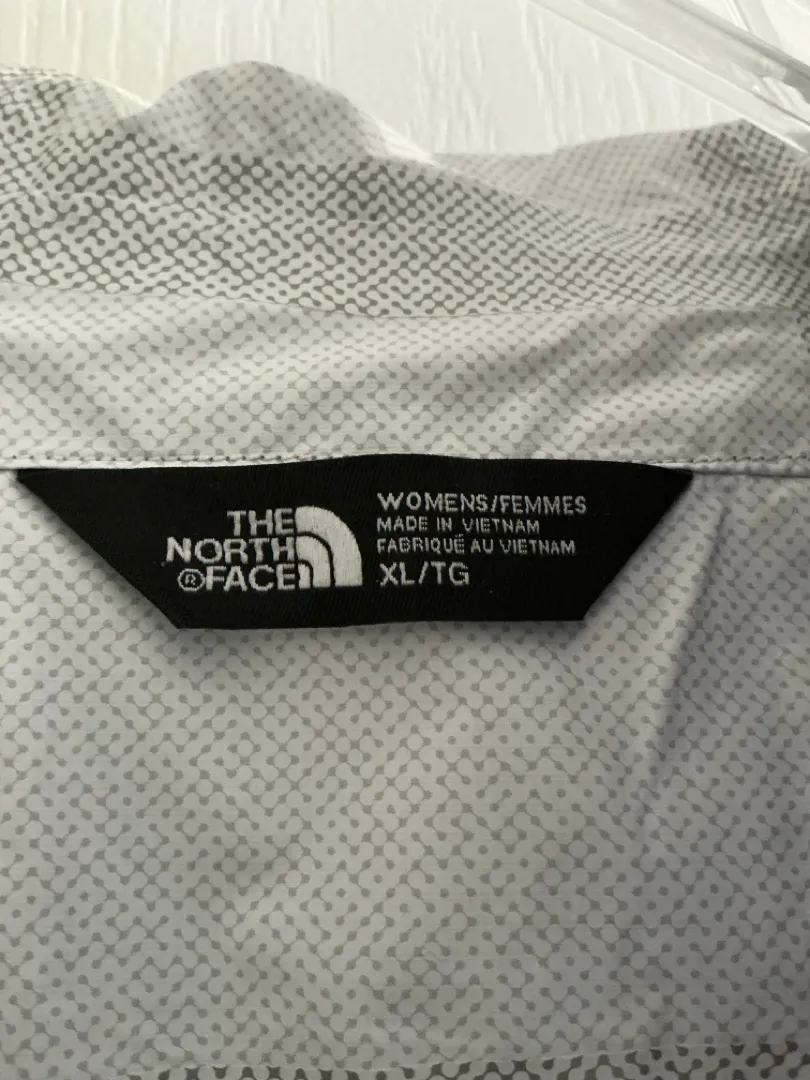 THE
NORTH
®FACE
WOMENS/FEMMES
MADE IN VIETNAM
FABRIQUÉ AU VIETNAM
XL/TG